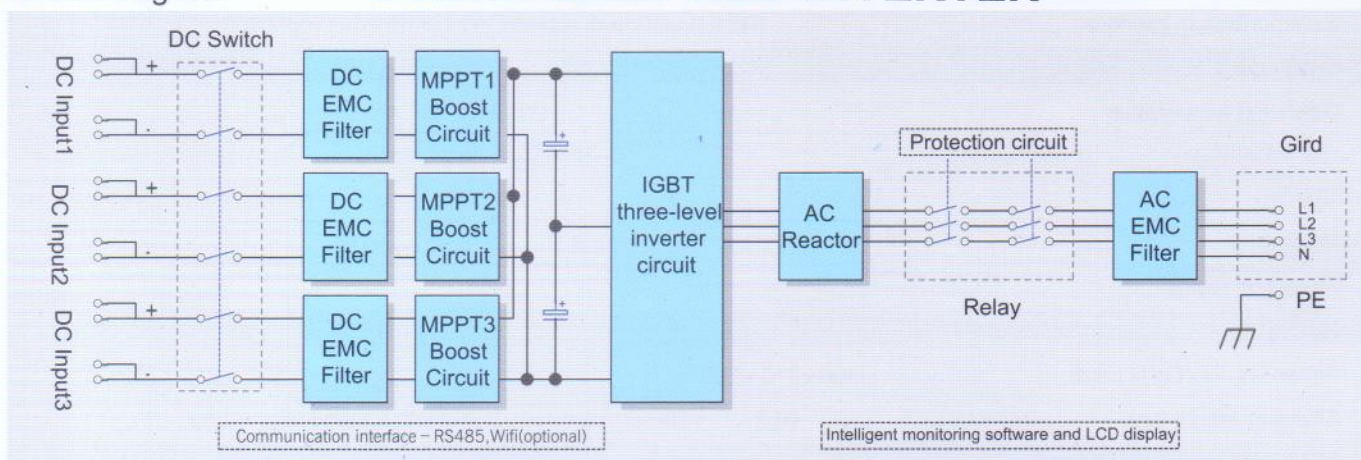 DC Switch
DC Input1
+
-
DC Input2
+
-
DC Input3
+
-
DC
EMC
Filter
MPPT1
Boost
Circuit
DC
EMC
Filter
MPPT2
Boost
Circuit
DC
EMC
Filter
MPPT3
Boost
Circuit
+
+
IGBT
three-level
inverter
circuit
AC
Reactor
Protection circuit
Relay
AC
EMC
Filter
Gird
L1
L2
L3
N
PE
Communication interface – RS485,Wifi(optional)
Intelligent monitoring software and LCD display